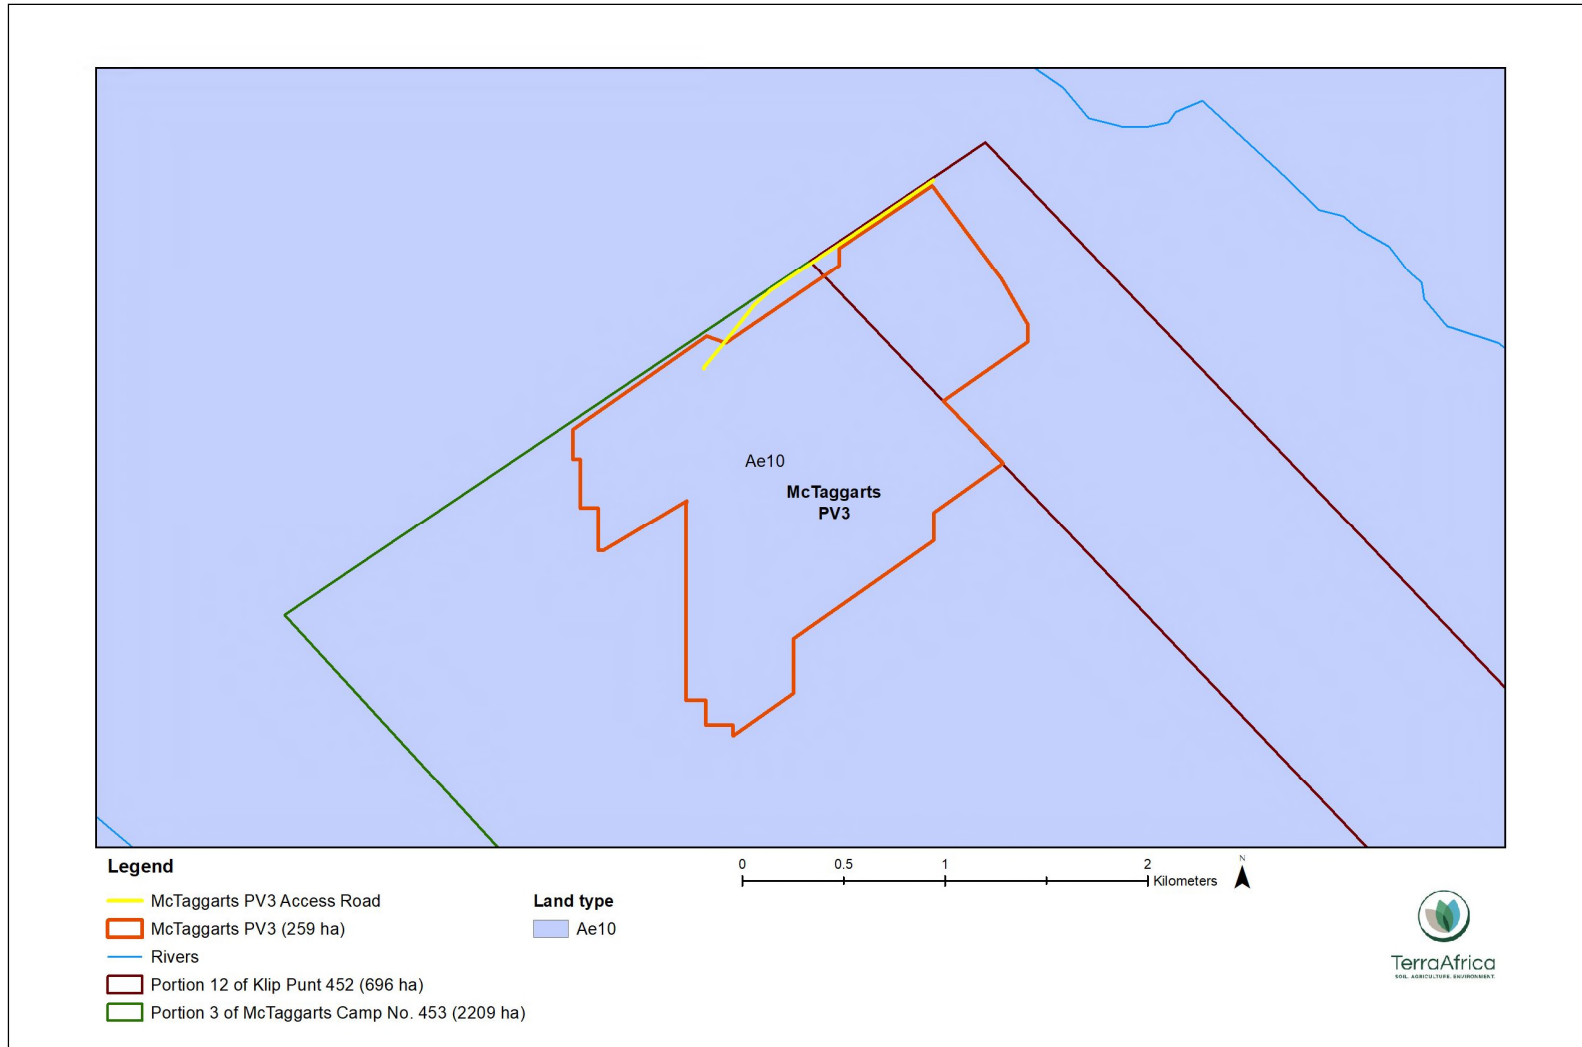 Ae10
McTaggarts
PV3
Legend
McTaggarts PV3 Access Road
McTaggarts PV3 (259 ha)
Rivers
Portion 12 of Klip Punt 452 (696 ha)
Portion 3 of McTaggarts Camp No. 453 (2209 ha)
Land type
Ae10
0 0.5 1 2
Kilometers
N
TerraAfrica
SOIL. AGRICULTURE. ENVIRONMENT.